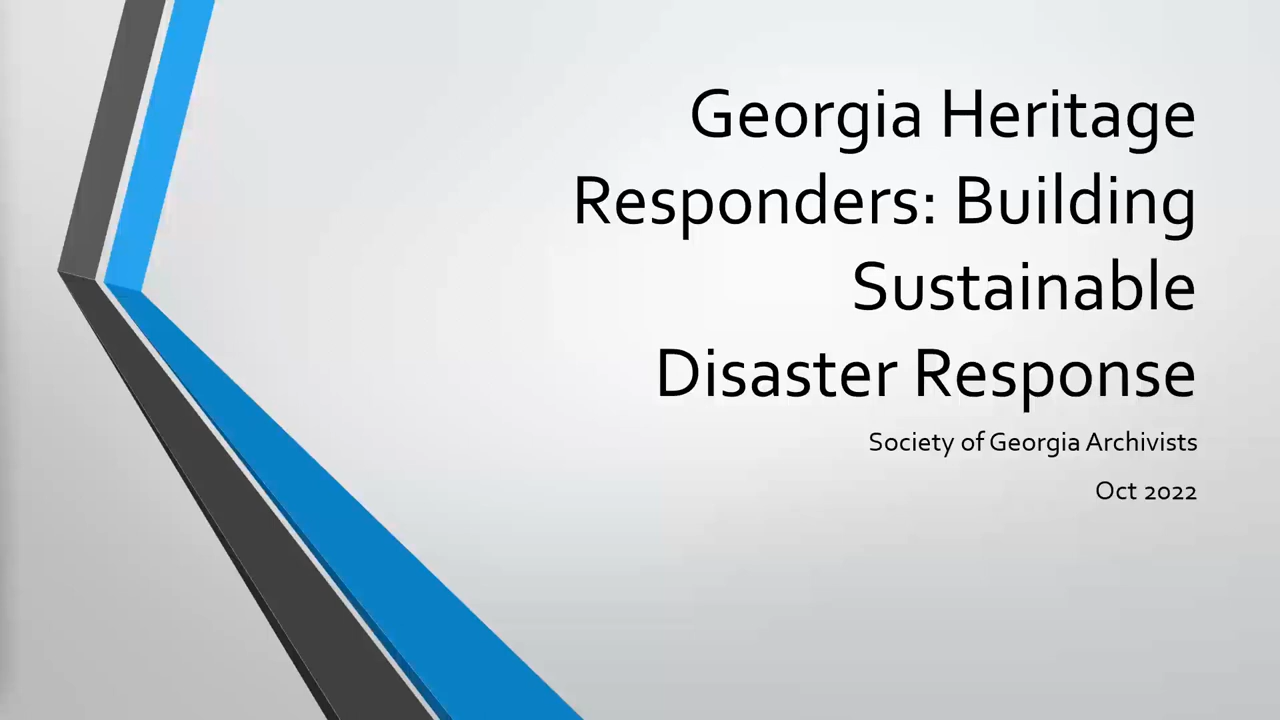 Georgia Heritage
Responders: Building
Sustainable
Disaster Response
Society of Georgia Archivists
Oct 2022